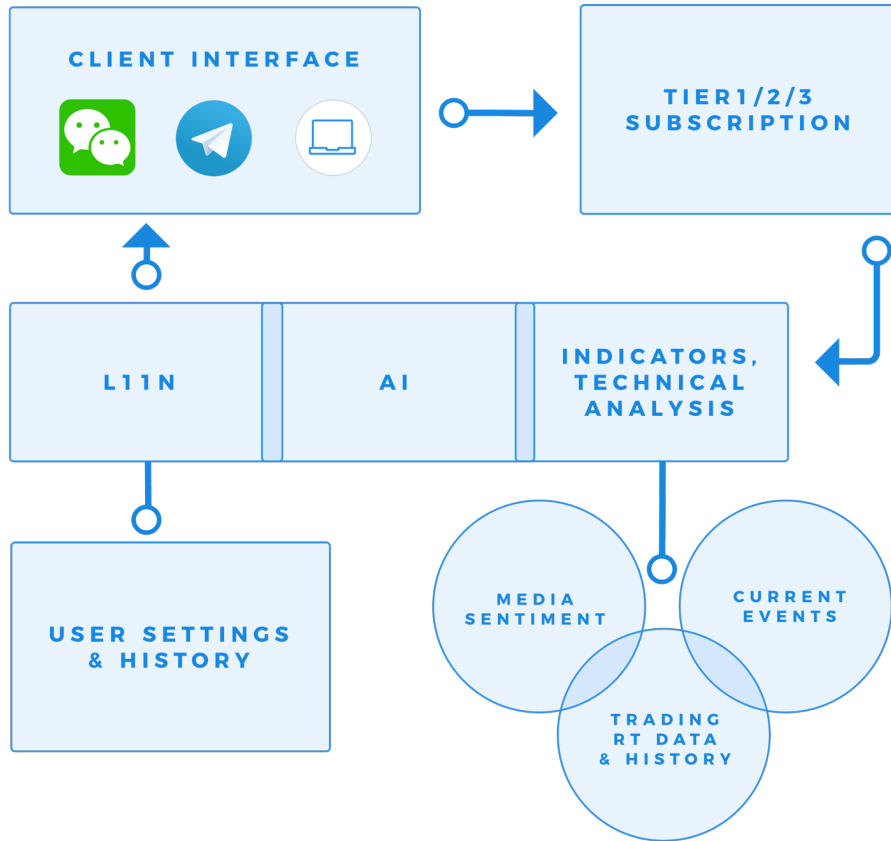 CLIENT INTERFACE
TIER1/2/3
SUBSCRIPTION
L11N
AI
INDICATORS,
TECHNICAL
ANALYSIS
USER SETTINGS
& HISTORY
MEDIA
SENTIMENT
CURRENT
EVENTS
TRADING
RT DATA
& HISTORY